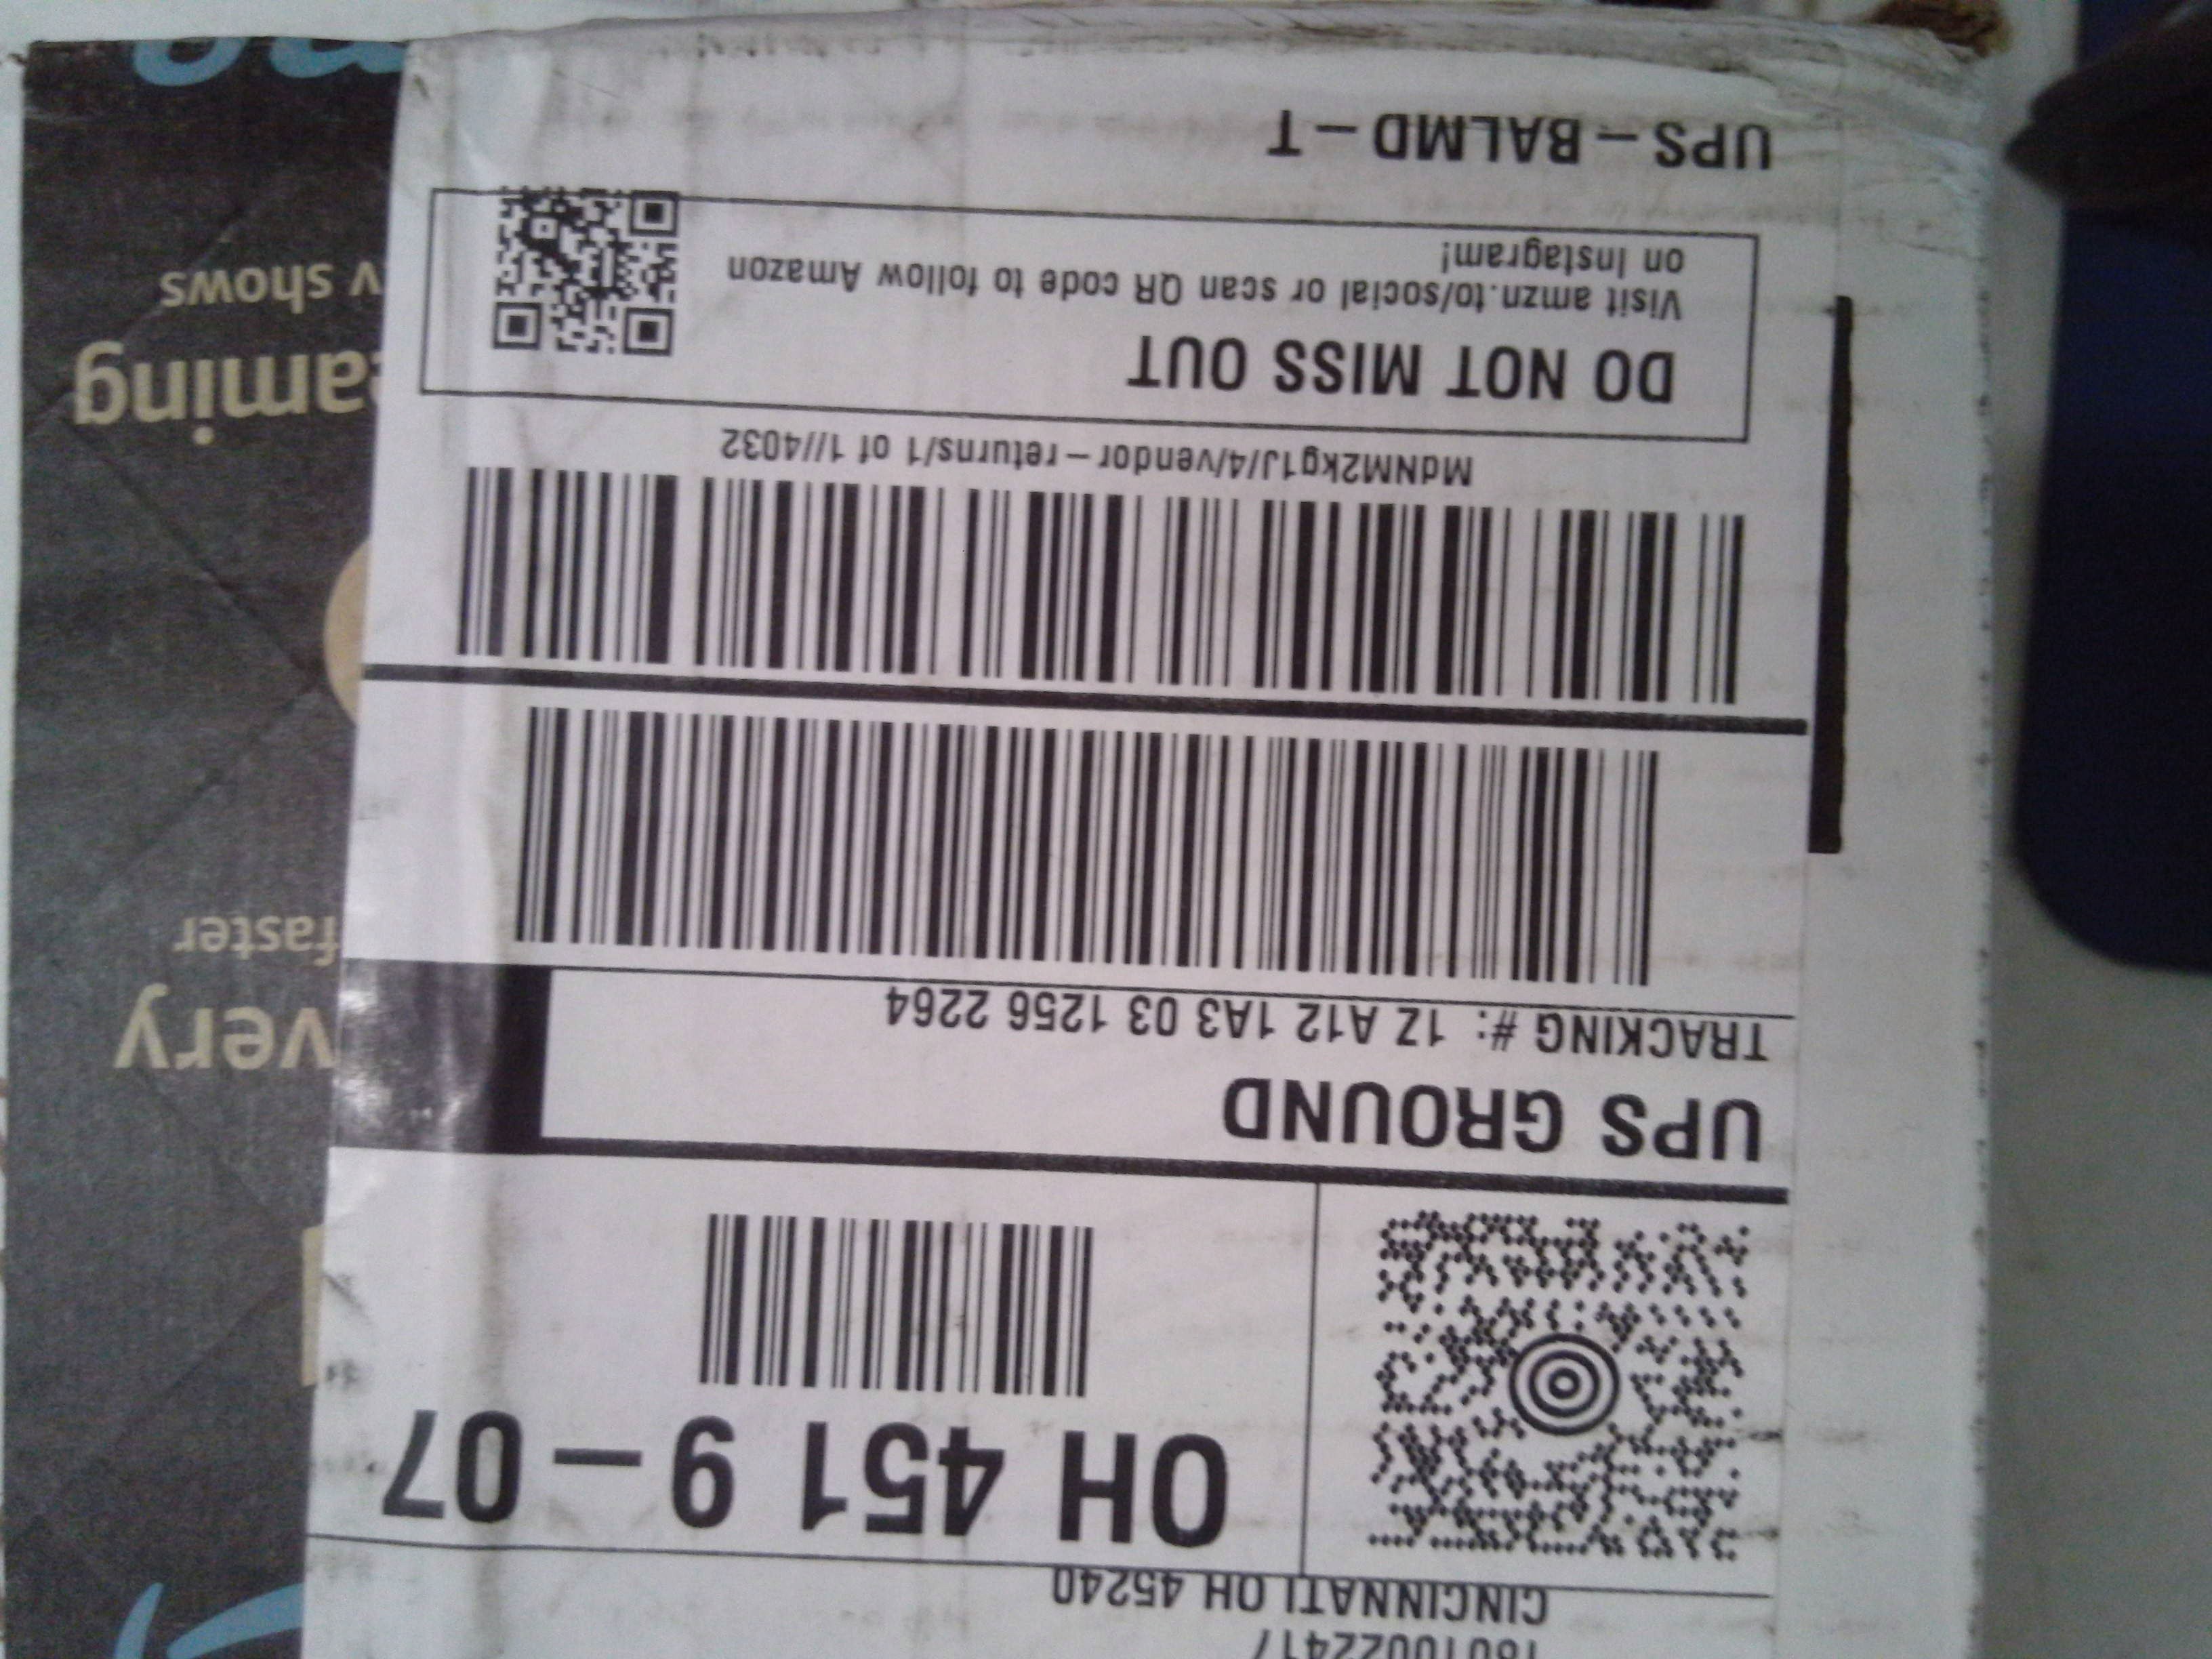 CINCINNATI OH 45240
OH 451 9 – 07
UPS GROUND
TRACKING #: 1Z A12 1A3 03 1256 2264
MdNM2kg1J/4/vendor – returns/1 of 1//4032
DO NOT MISS OUT
Visit amzn.to/social or scan QR code to follow Amazon
on Instagram!
UPS – BALMD – T
very
faster
eaming
v shows